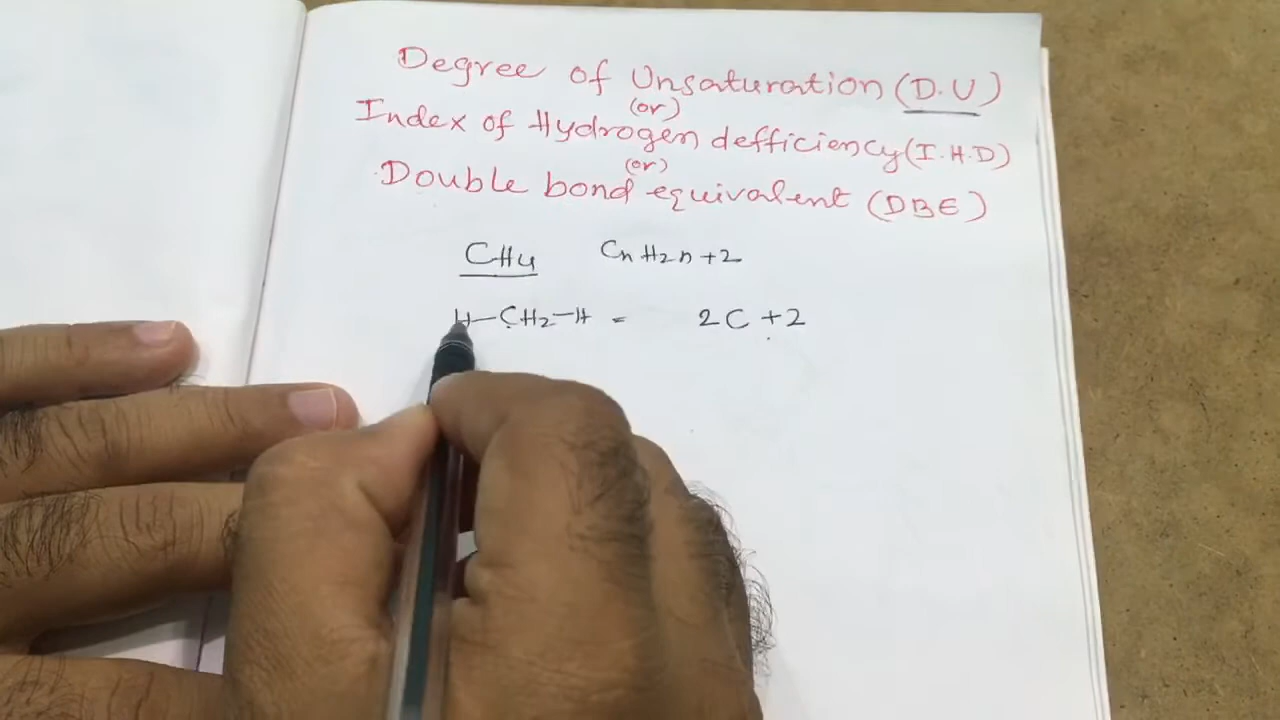 Degree of Unsaturation (D.U)
(or)
Index of Hydrogen defficiency (I.H.D)
(or)
Double bond equivalent (DBE)
CH4 CnH2n+2
H-CH2-H = 2C+2